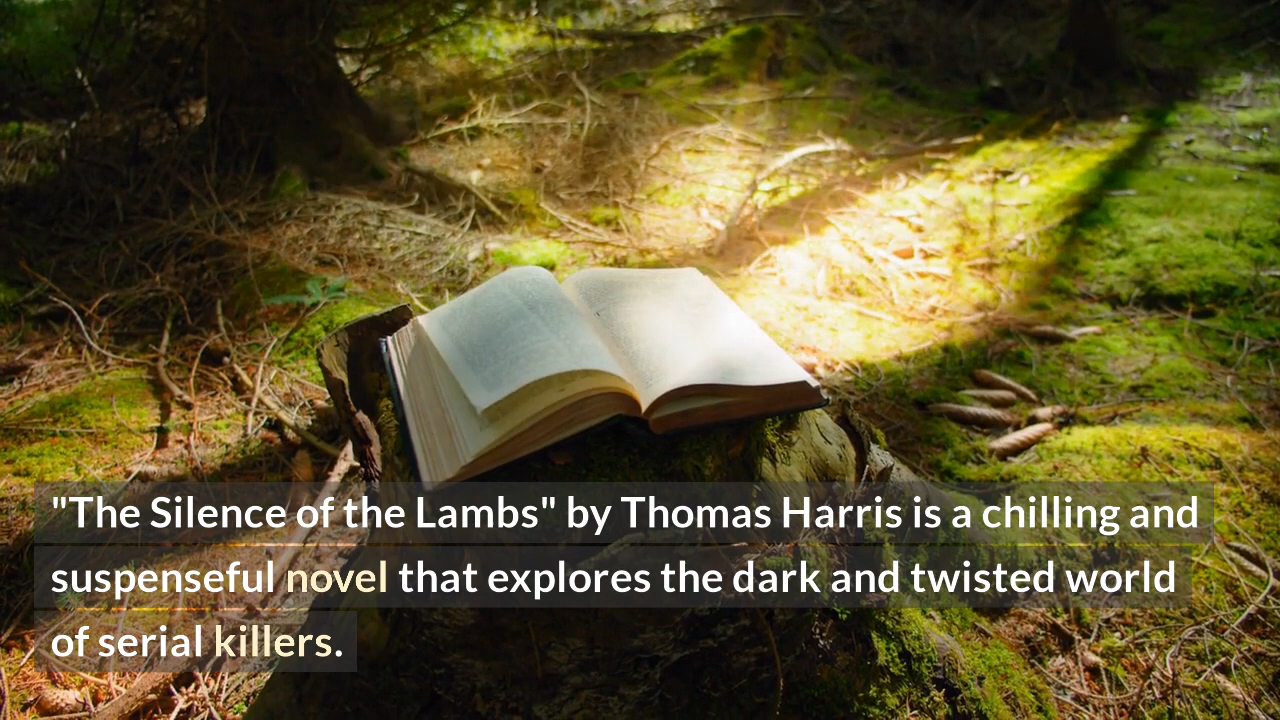 "The Silence of the Lambs" by Thomas Harris is a chilling and
suspenseful novel that explores the dark and twisted world
of serial killers.